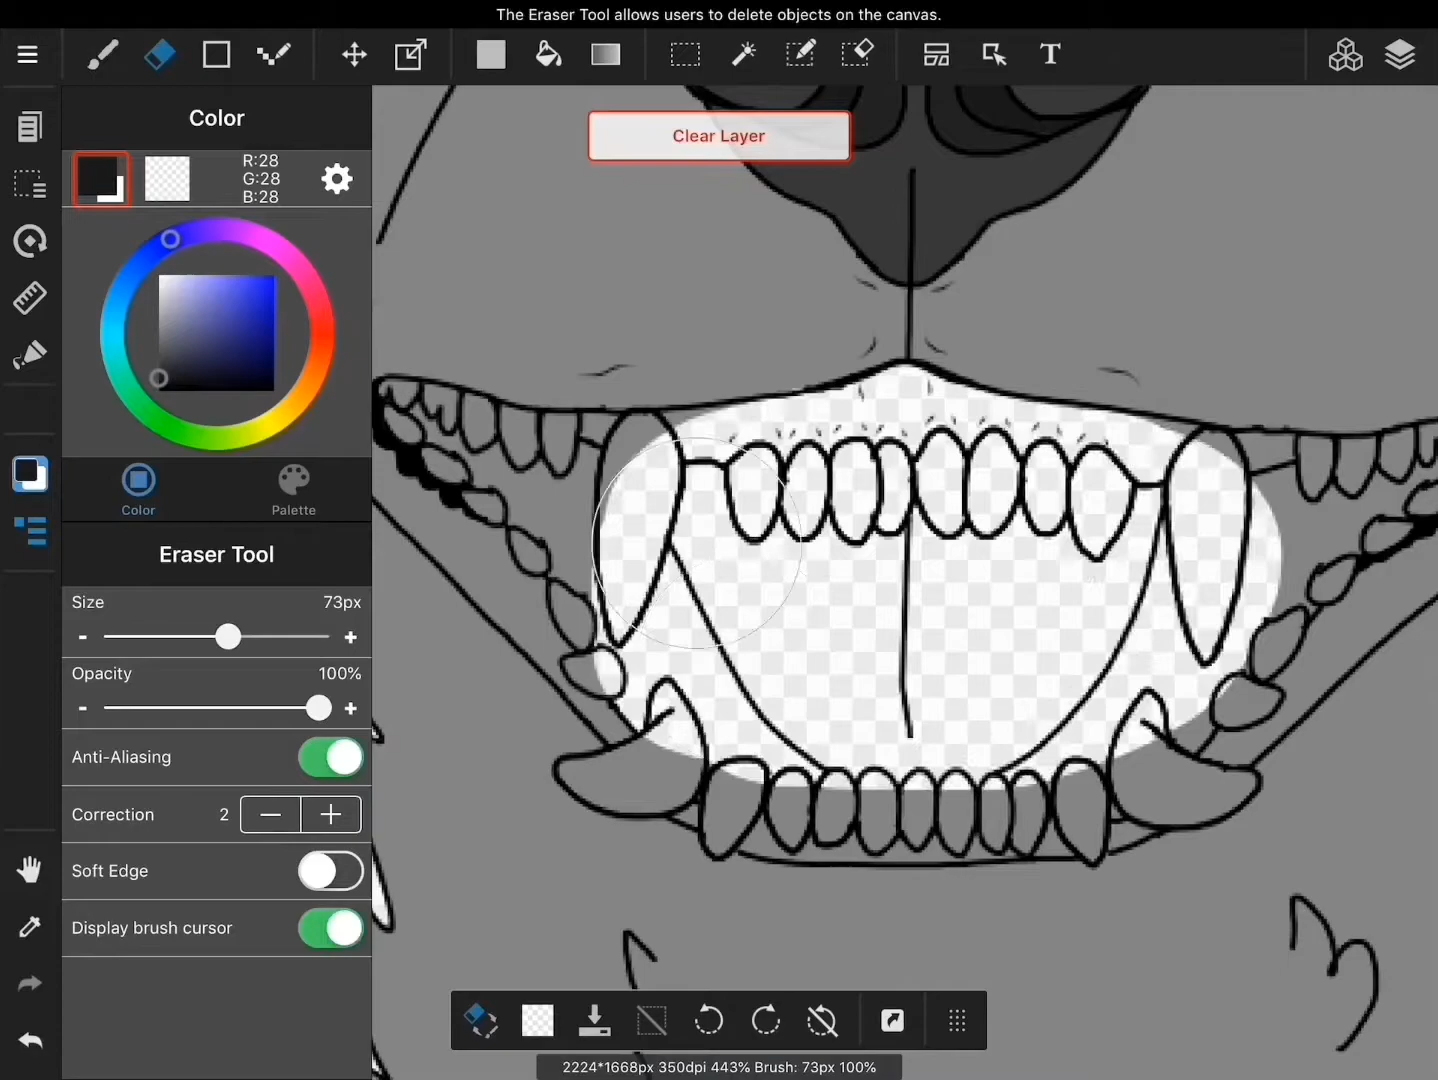 The Eraser Tool allows users to delete objects on the canvas.
T
Color
Clear Layer
R:28
G:28
B:28
Color
Palette
Eraser Tool
Size 73px
- +
Opacity 100%
- +
Anti-Aliasing
Correction 2 — +
Soft Edge
Display brush cursor
2224*1668px 350dpi 443% Brush: 73px 100%